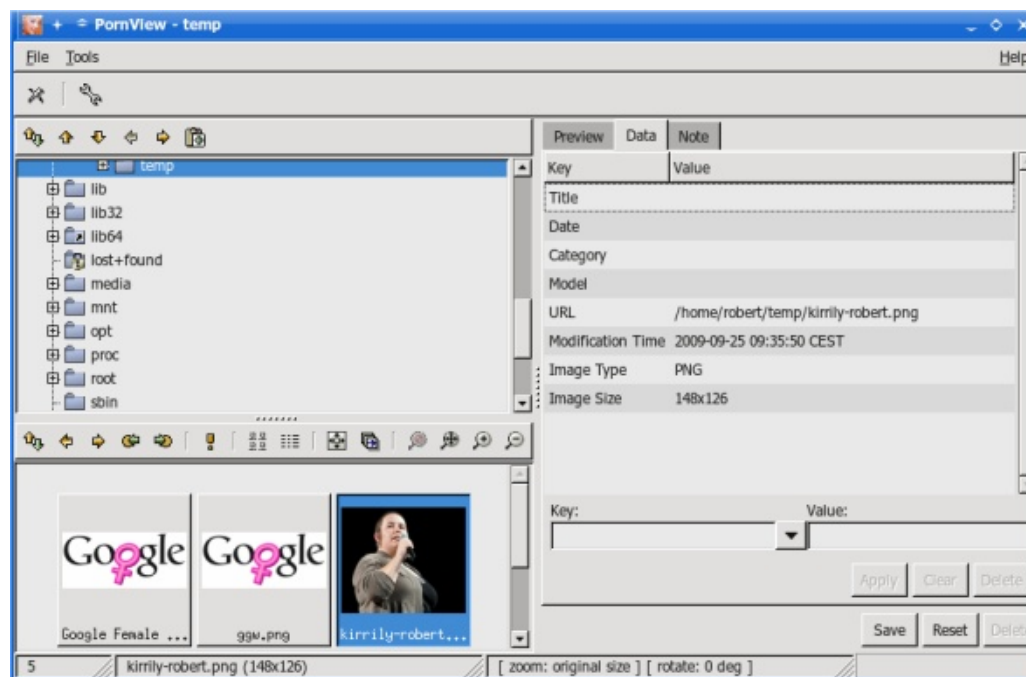 PornView - temp
File Tools Help
Preview Data Note
temp
lib
lib32
lib64
lost+found
media
mnt
opt
proc
root
sbin
Key Value
Title
Date
Category
Model
URL /home/robert/temp/kirrily-robert.png
Modification Time 2009-09-25 09:35:50 CEST
Image Type PNG
Image Size 148x126
Key: Value:
Apply Clear Delete
Save Reset Delete
Google Google
Google Female ... ggw.png kirrily-robert...
5 kirrily-robert.png (148x126) [ zoom: original size ] [ rotate: 0 deg ]